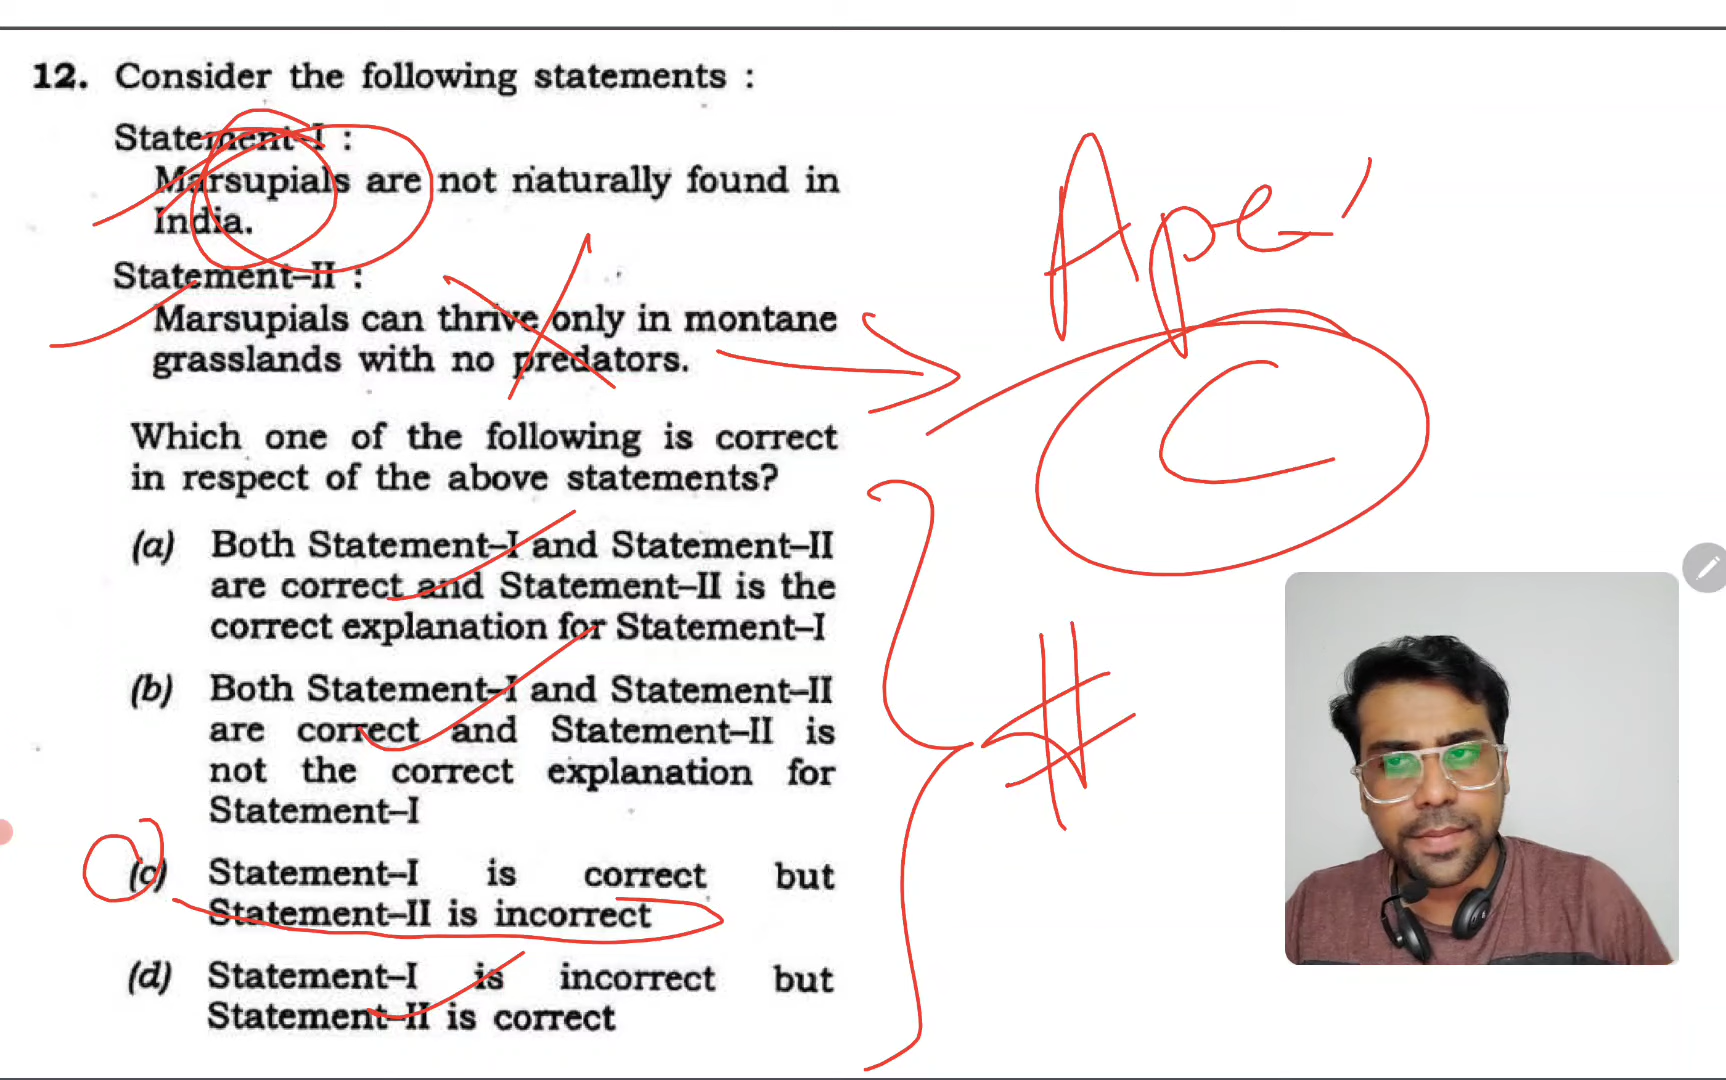 12. Consider the following statements :
Statement–I :
Marsupials are not naturally found in
India.
Statement–II :
Marsupials can thrive only in montane
grasslands with no predators.
Which one of the following is correct
in respect of the above statements?
(a) Both Statement–I and Statement–II
are correct and Statement–II is the
correct explanation for Statement–I
(b) Both Statement–I and Statement–II
are correct and Statement–II is
not the correct explanation for
Statement–I
(c) Statement–I is correct but
Statement–II is incorrect
(d) Statement–I is incorrect but
Statement–II is correct
C
#